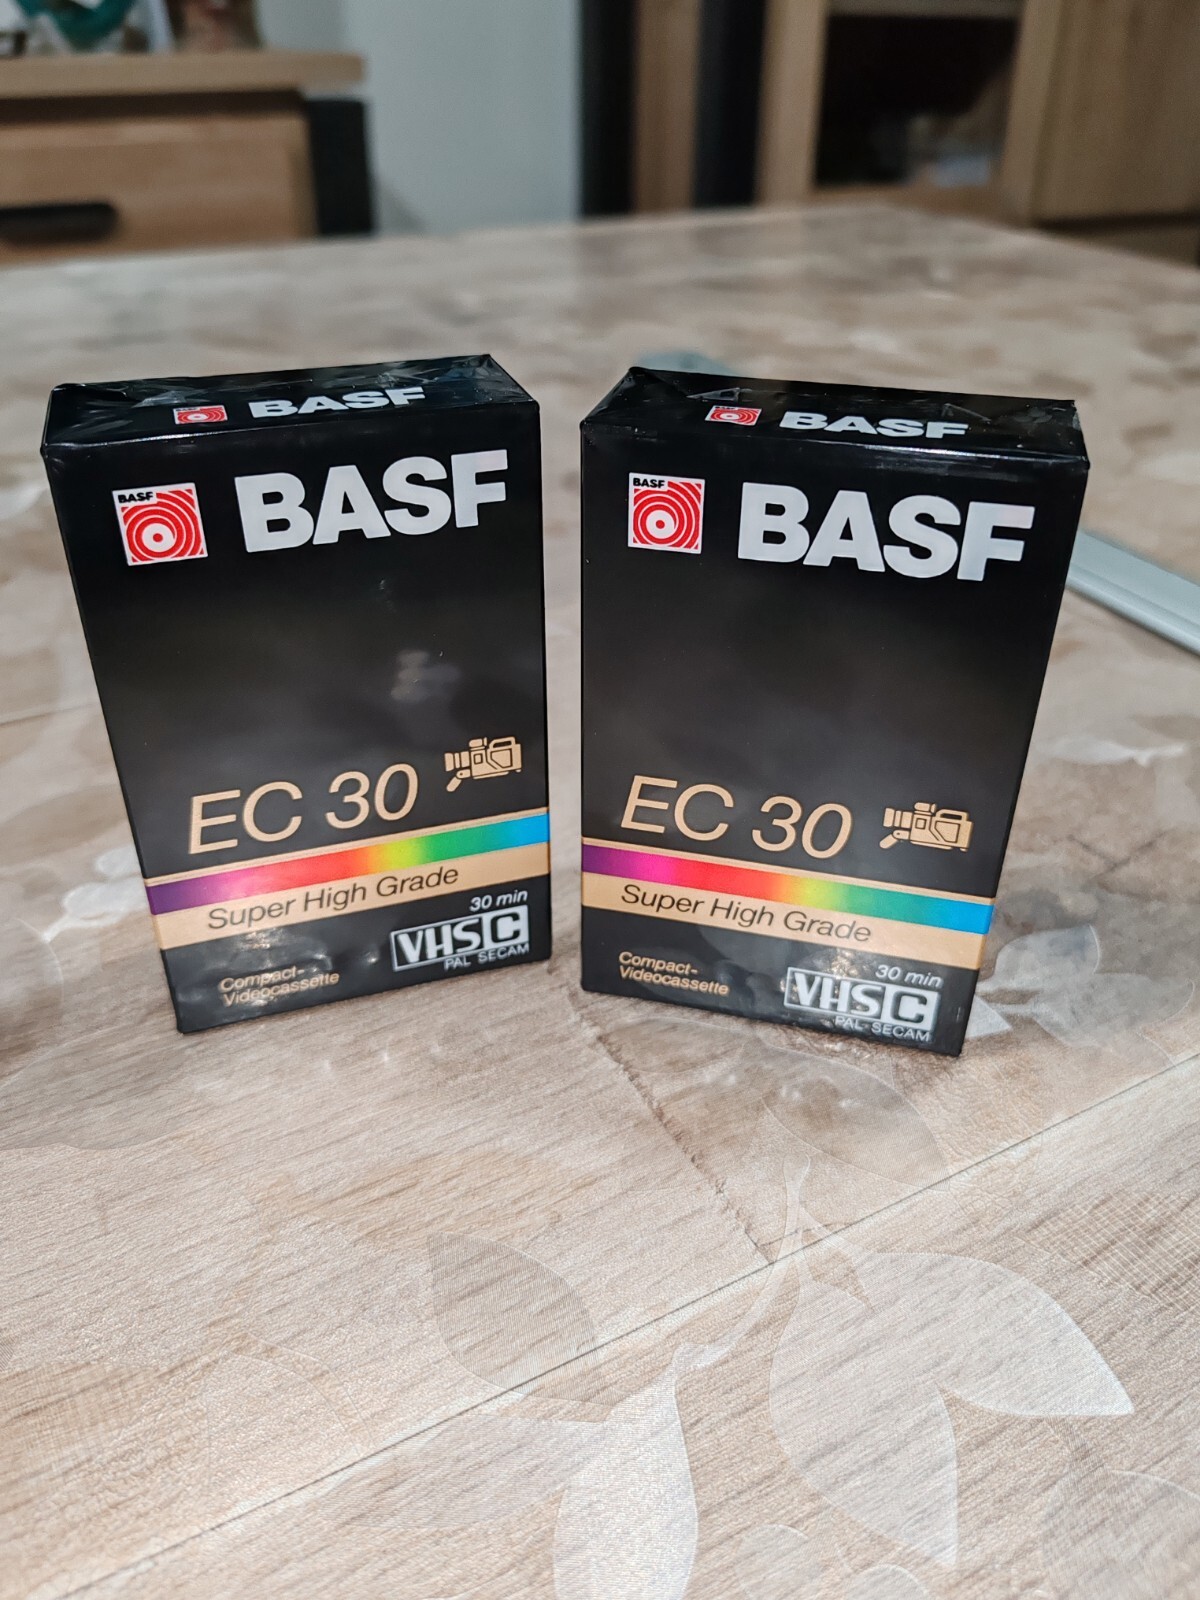 BASF
BASF
BASF
EC 30
Super High Grade
30 min
VHS C
PAL SECAM
Compact-
Videocassette
BASF
BASF
BASF
EC 30
Super High Grade
30 min
VHS C
PAL SECAM
Compact-
Videocassette